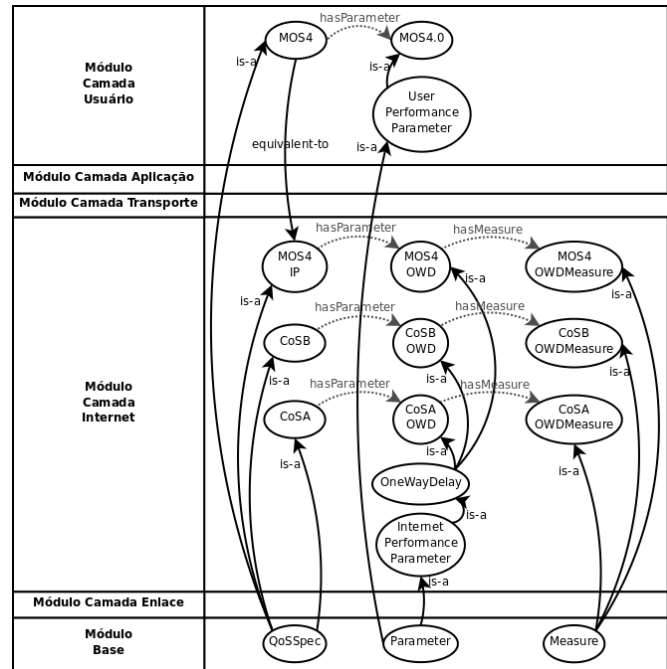 Módulo
Camada
Usuário
MOS4
hasParameter
MOS4.0
is-a
is-a
User
Performance
Parameter
equivalent-to
is-a
Módulo Camada Aplicação
Módulo Camada Transporte
Módulo
Camada
Internet
MOS4
IP
hasParameter
MOS4
OWD
hasMeasure
MOS4
OWDMeasure
is-a
is-a
is-a
CoSB
hasParameter
CoSB
OWD
hasMeasure
CoSB
OWDMeasure
is-a
is-a
is-a
CoSA
hasParameter
CoSA
OWD
hasMeasure
CoSA
OWDMeasure
is-a
is-a
is-a
OneWayDelay
is-a
Internet
Performance
Parameter
is-a
Módulo Camada Enlace
Módulo
Base
QoSSpec
Parameter
Measure